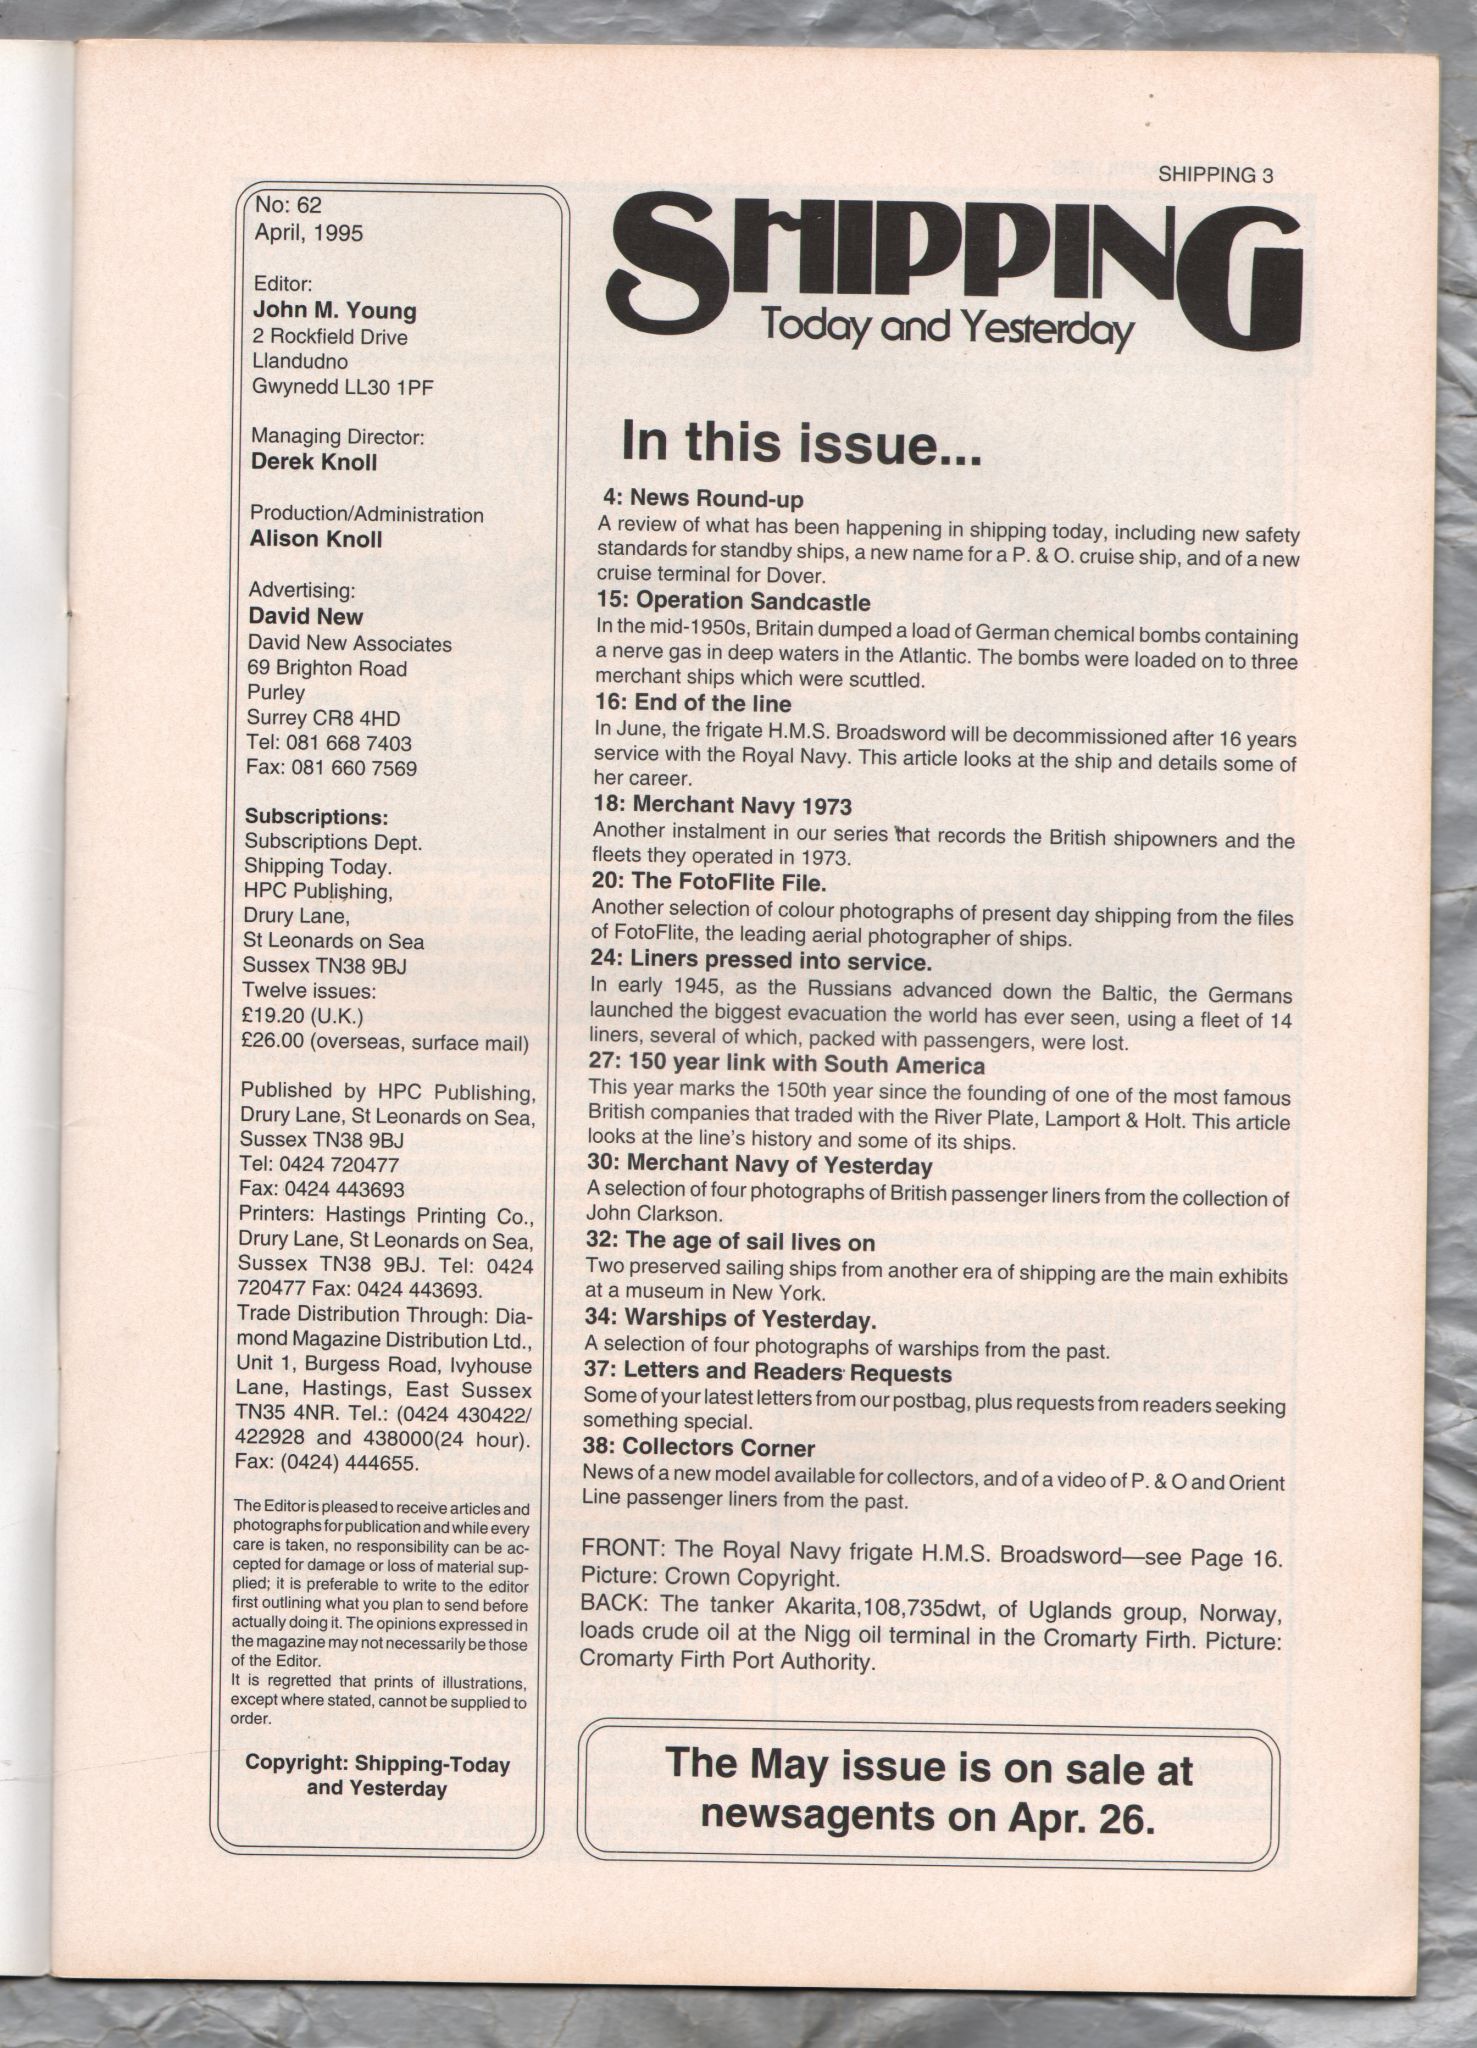 SHIPPING 3
No: 62
April, 1995
Editor:
John M. Young
2 Rockfield Drive
Llandudno
Gwynedd LL30 1PF
Managing Director:
Derek Knoll
Production/Administration
Alison Knoll
Advertising:
David New
David New Associates
69 Brighton Road
Purley
Surrey CR8 4HD
Tel: 081 668 7403
Fax: 081 660 7569
Subscriptions:
Subscriptions Dept.
Shipping Today.
HPC Publishing,
Drury Lane,
St Leonards on Sea
Sussex TN38 9BJ
Twelve issues:
£19.20 (U.K.)
£26.00 (overseas, surface mail)
Published by HPC Publishing,
Drury Lane, St Leonards on Sea,
Sussex TN38 9BJ
Tel: 0424 720477
Fax: 0424 443693
Printers: Hastings Printing Co.,
Drury Lane, St Leonards on Sea,
Sussex TN38 9BJ. Tel: 0424
720477 Fax: 0424 443693.
Trade Distribution Through: Dia-
mond Magazine Distribution Ltd.,
Unit 1, Burgess Road, Ivyhouse
Lane, Hastings, East Sussex
TN35 4NR. Tel.: (0424 430422/
422928 and 438000(24 hour).
Fax: (0424) 444655.
The Editor is pleased to receive articles and
photographs for publication and while every
care is taken, no responsibility can be ac-
cepted for damage or loss of material sup-
plied; it is preferable to write to the editor
first outlining what you plan to send before
actually doing it. The opinions expressed in
the magazine may not necessarily be those
of the Editor.
It is regretted that prints of illustrations,
except where stated, cannot be supplied to
order.
Copyright: Shipping-Today
and Yesterday
SHIPPING
Today and Yesterday
In this issue...
4: News Round-up
A review of what has been happening in shipping today, including new safety
standards for standby ships, a new name for a P. & O. cruise ship, and of a new
cruise terminal for Dover.
15: Operation Sandcastle
In the mid-1950s, Britain dumped a load of German chemical bombs containing
a nerve gas in deep waters in the Atlantic. The bombs were loaded on to three
merchant ships which were scuttled.
16: End of the line
In June, the frigate H.M.S. Broadsword will be decommissioned after 16 years
service with the Royal Navy. This article looks at the ship and details some of
her career.
18: Merchant Navy 1973
Another instalment in our series that records the British shipowners and the
fleets they operated in 1973.
20: The FotoFlite File.
Another selection of colour photographs of present day shipping from the files
of FotoFlite, the leading aerial photographer of ships.
24: Liners pressed into service.
In early 1945, as the Russians advanced down the Baltic, the Germans
launched the biggest evacuation the world has ever seen, using a fleet of 14
liners, several of which, packed with passengers, were lost.
27: 150 year link with South America
This year marks the 150th year since the founding of one of the most famous
British companies that traded with the River Plate, Lamport & Holt. This article
looks at the line's history and some of its ships.
30: Merchant Navy of Yesterday
A selection of four photographs of British passenger liners from the collection of
John Clarkson.
32: The age of sail lives on
Two preserved sailing ships from another era of shipping are the main exhibits
at a museum in New York.
34: Warships of Yesterday.
A selection of four photographs of warships from the past.
37: Letters and Readers Requests
Some of your latest letters from our postbag, plus requests from readers seeking
something special.
38: Collectors Corner
News of a new model available for collectors, and of a video of P. & O and Orient
Line passenger liners from the past.
FRONT: The Royal Navy frigate H.M.S. Broadsword—see Page 16.
Picture: Crown Copyright.
BACK: The tanker Akarita,108,735dwt, of Uglands group, Norway,
loads crude oil at the Nigg oil terminal in the Cromarty Firth. Picture:
Cromarty Firth Port Authority.
The May issue is on sale at
newsagents on Apr. 26.